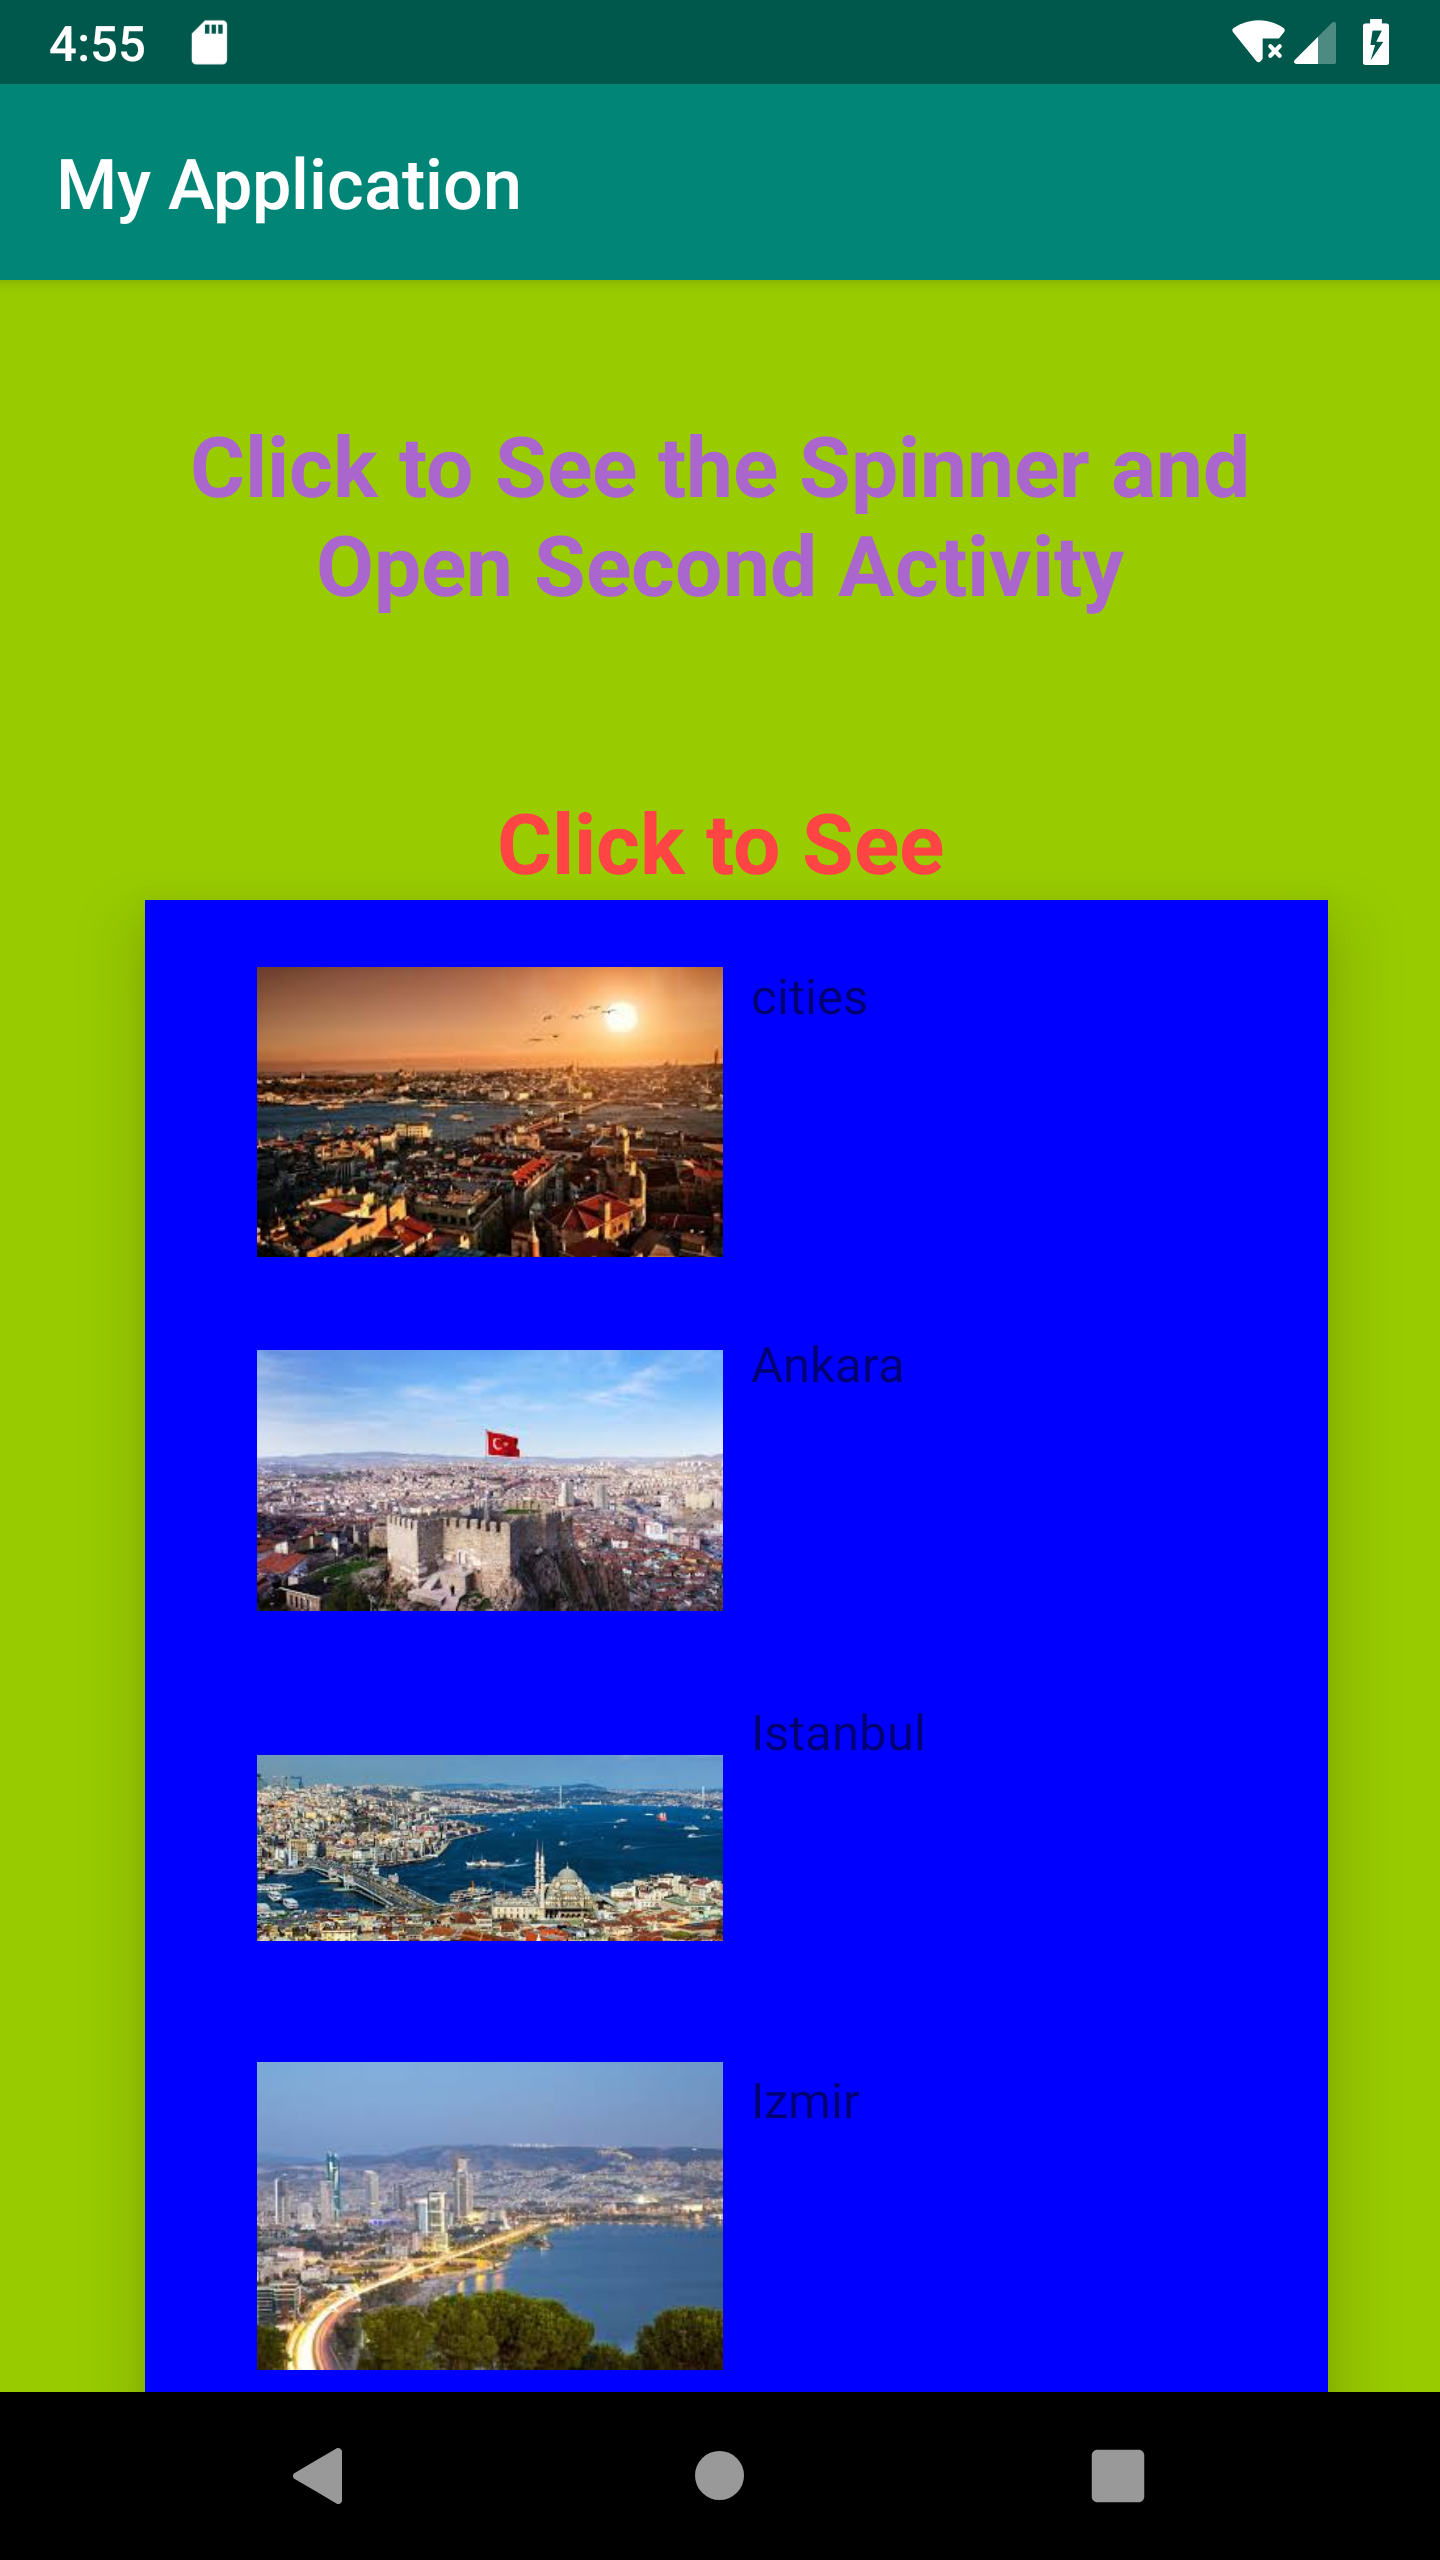 4:55
My Application
Click to See the Spinner and
Open Second Activity
Click to See
cities
Ankara
Istanbul
Izmir